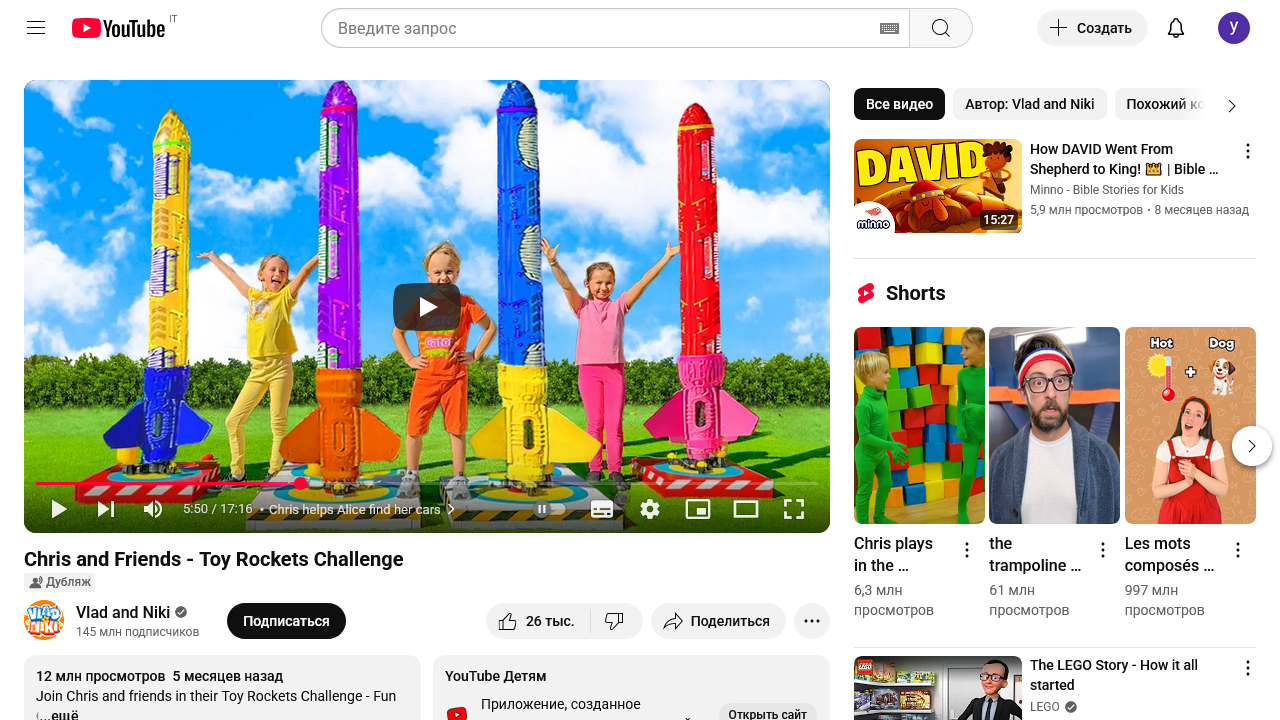 YouTube
IT
Введите запрос
Создать
У
5:50 / 17:16 • Chris helps Alice find her cars
Chris and Friends - Toy Rockets Challenge
Дубляж
VLAD
NIKI
Vlad and Niki
145 млн подписчиков
Подписаться
26 тыс.
Поделиться
12 млн просмотров 5 месяцев назад
Join Chris and friends in their Toy Rockets Challenge - Fun
...ещё
YouTube Детям
Приложение, созданное
Открыть сайт
Все видео
Автор: Vlad and Niki
Похожий ко
DAVID
minno
15:27
How DAVID Went From
Shepherd to King! 👑 | Bible ...
Minno - Bible Stories for Kids
5,9 млн просмотров • 8 месяцев назад
Shorts
Hot
Dog
+
Chris plays
in the ...
6,3 млн
просмотров
the
trampoline ...
61 млн
просмотров
Les mots
composés ...
997 млн
просмотров
LEGO
The LEGO Story - How it all
started
LEGO